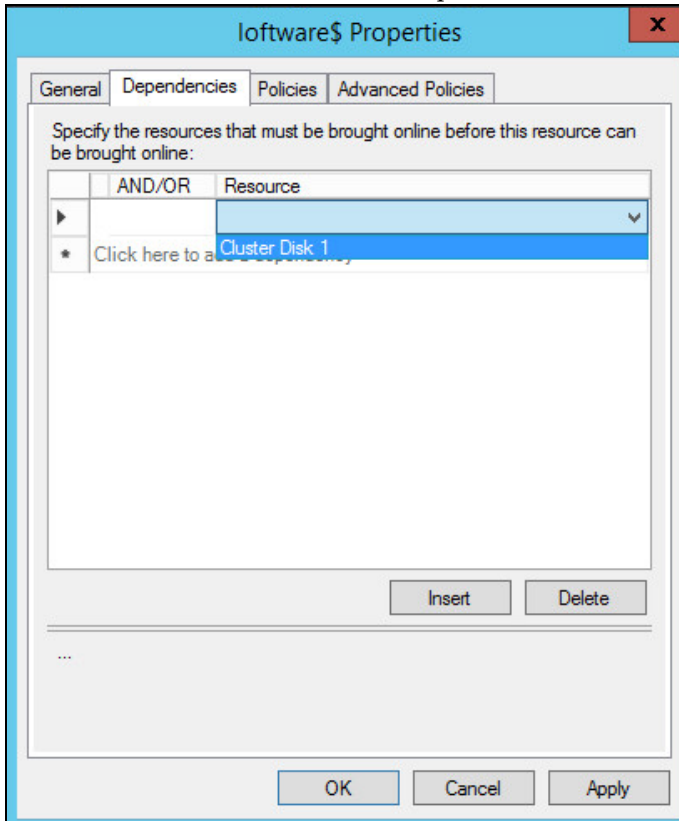 loftware$ Properties
x
General Dependencies Policies Advanced Policies
Specify the resources that must be brought online before this resource can
be brought online:
AND/OR Resource
Cluster Disk 1
* Click here to a
Insert Delete
...
OK Cancel Apply